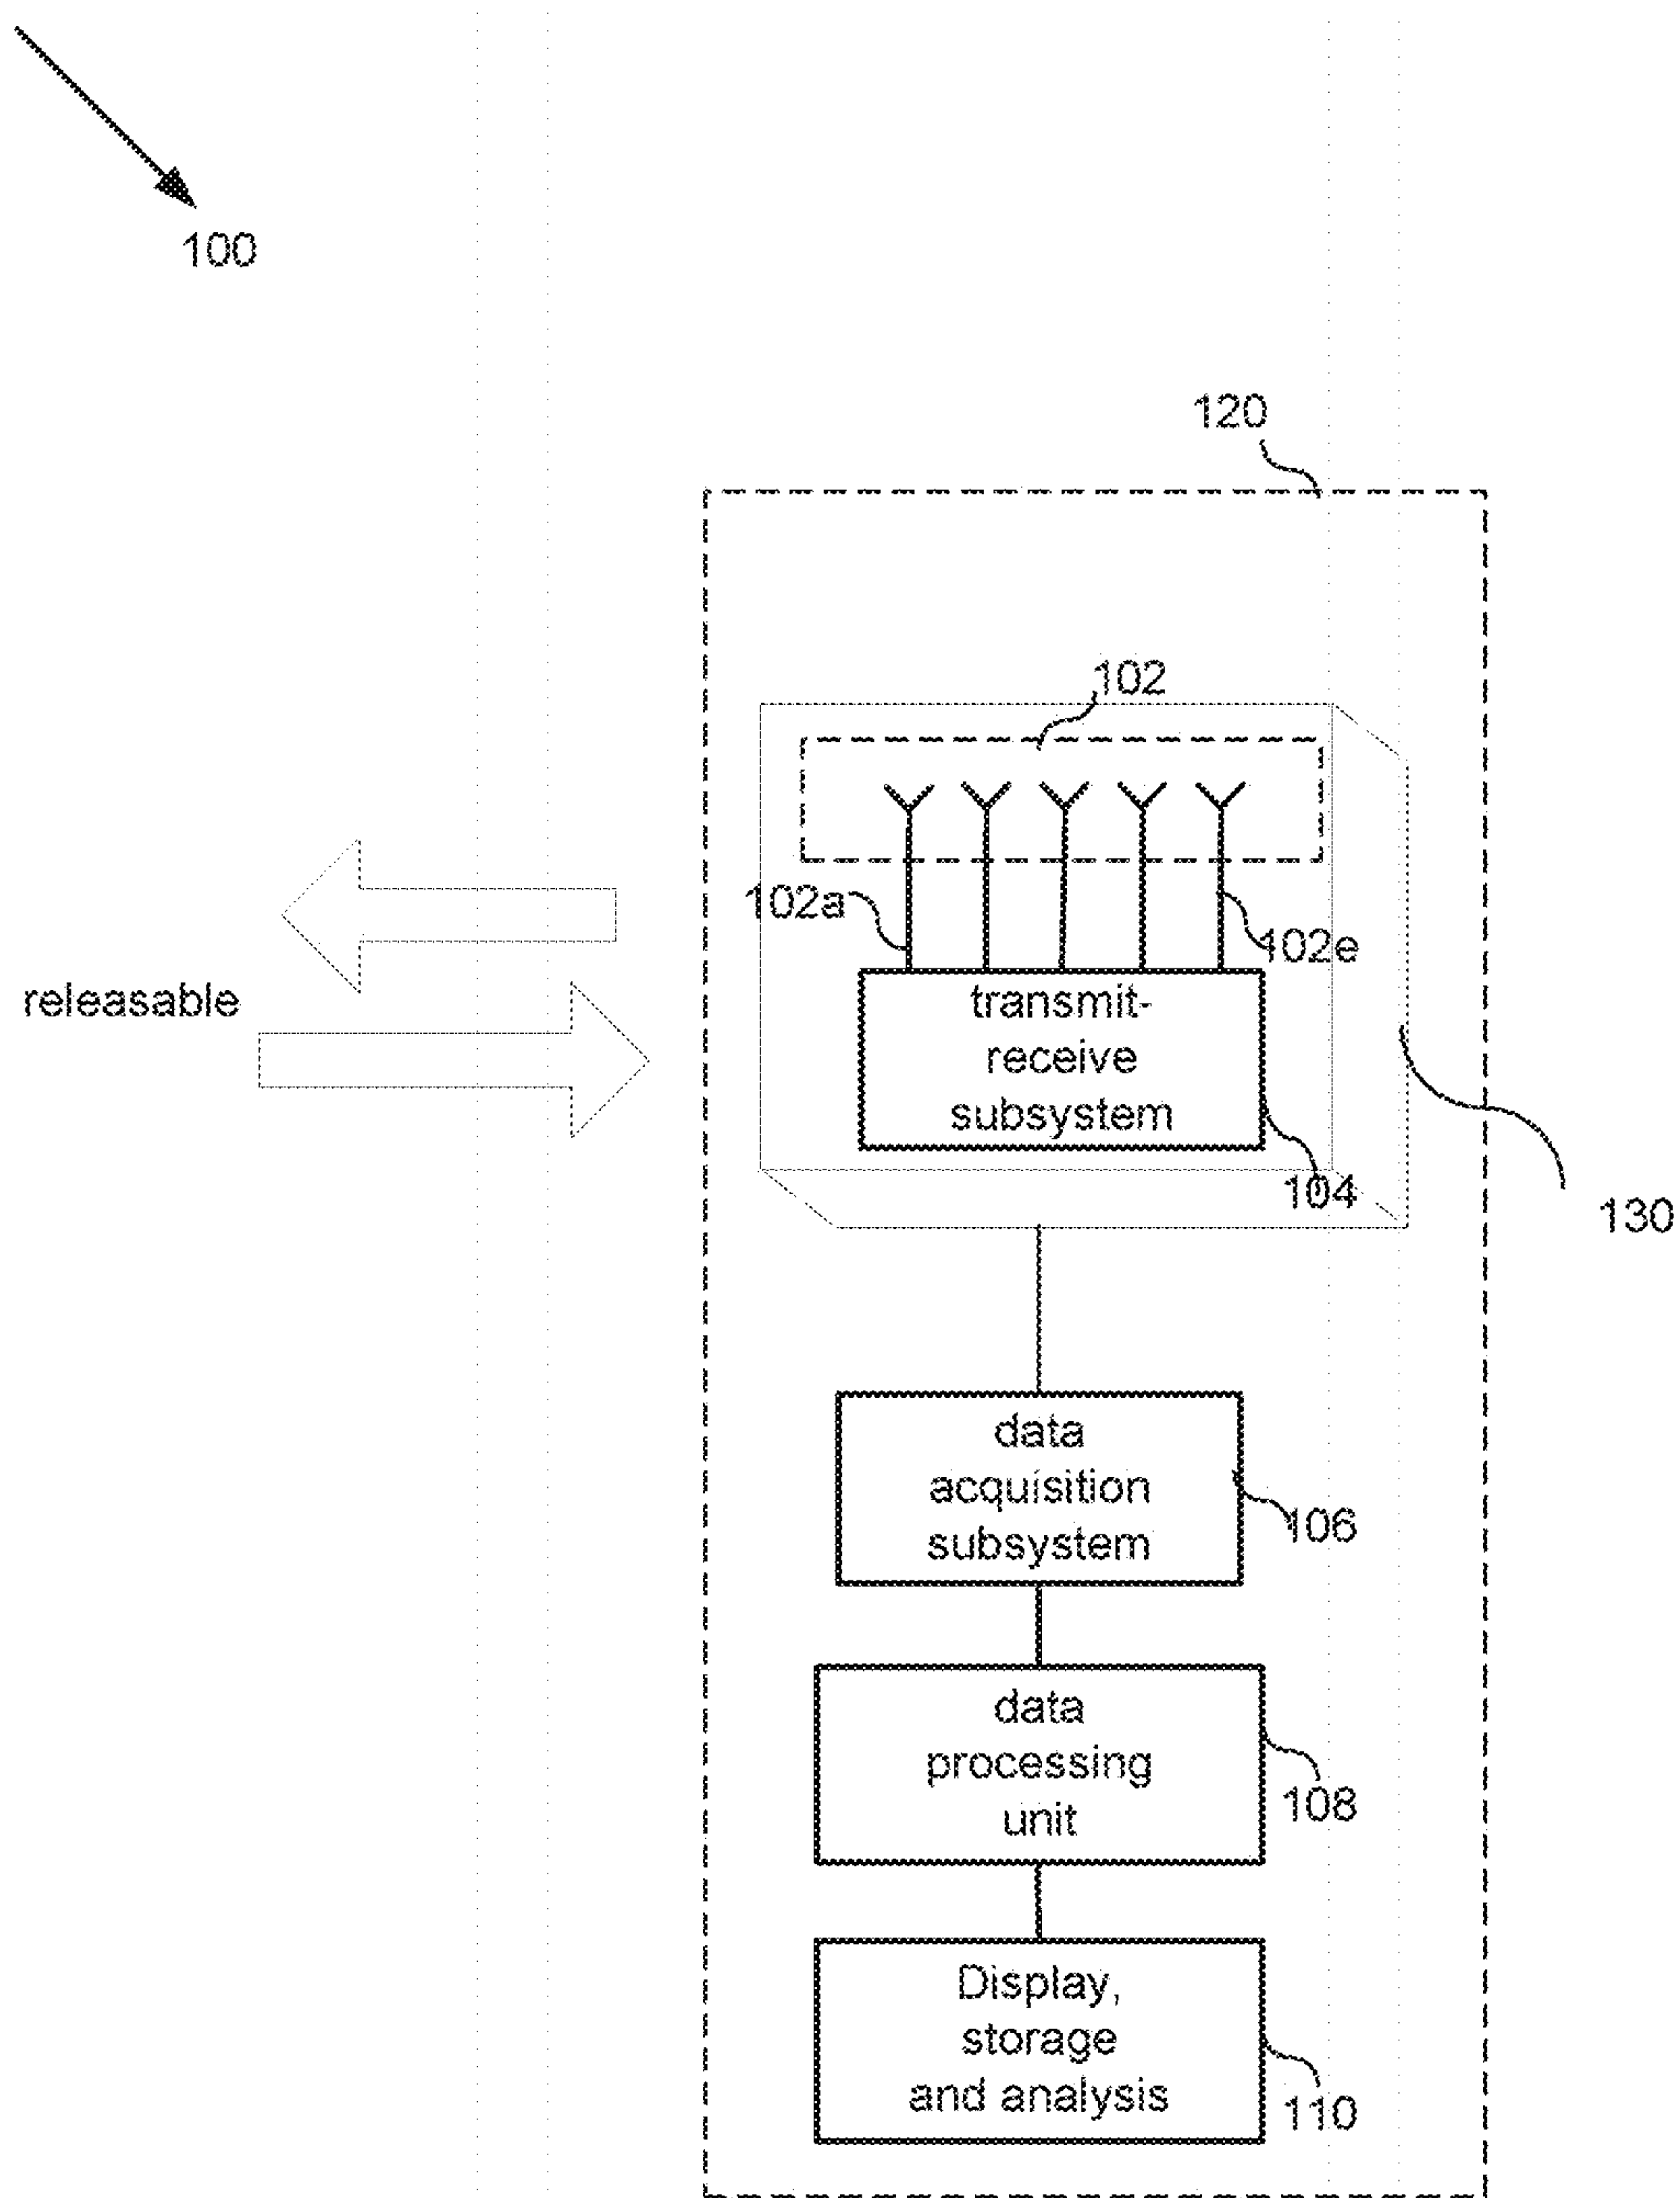 100
120
102
102a
102e
releasable
transmit-
receive
subsystem
104
130
data
acquisition
subsystem
106
data
processing
unit
108
Display,
storage
and analysis
110